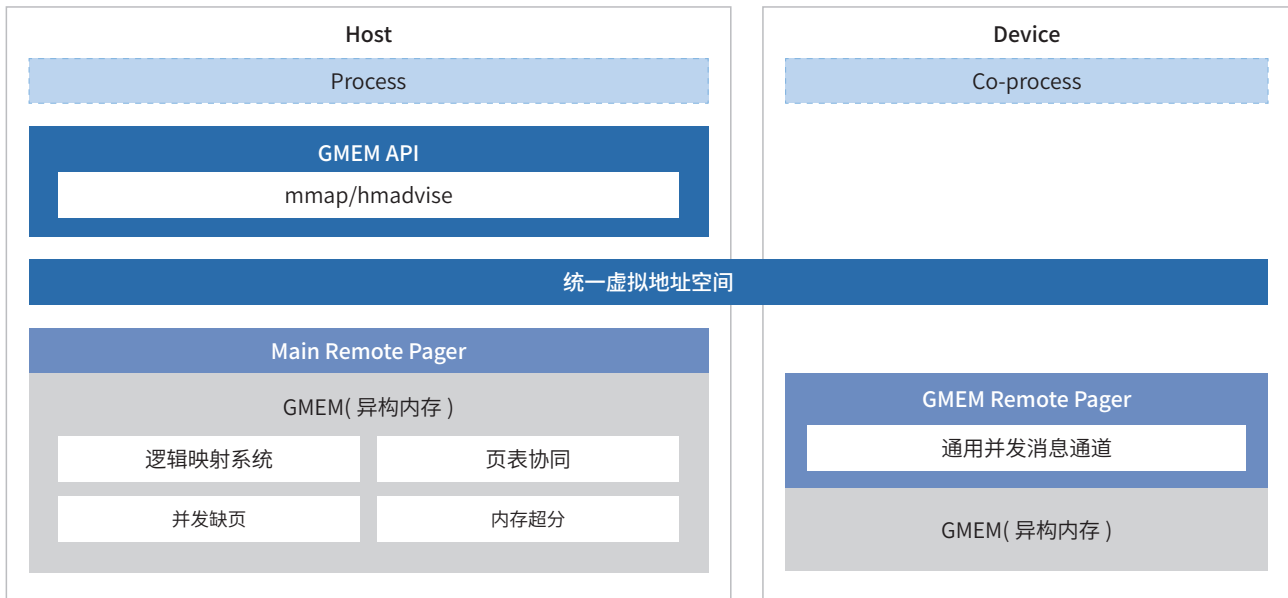 Host
Process
GMEM API
mmap/hmadvise
Device
Co-process
统一虚拟地址空间
Main Remote Pager
GMEM( 异构内存 )
逻辑映射系统
页表协同
并发缺页
内存超分
GMEM Remote Pager
通用并发消息通道
GMEM( 异构内存 )